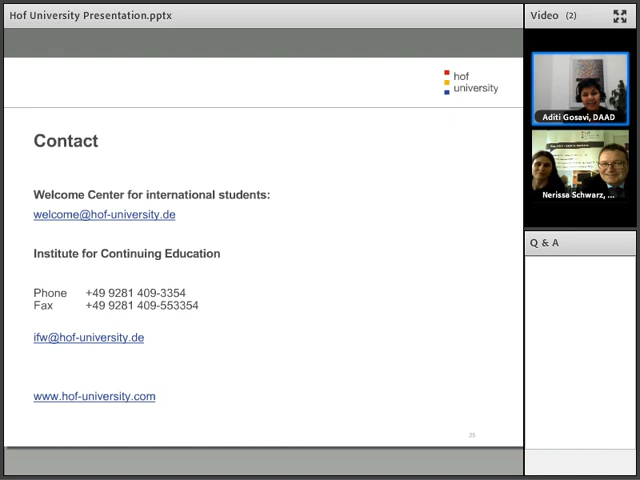 Hof University Presentation.pptx
Video (2)
hof
university
Aditi Gosavi, DAAD
Contact
Nerissa Schwarz, ...
Welcome Center for international students:
welcome@hof-university.de
Q & A
Institute for Continuing Education
Phone +49 9281 409-3354
Fax +49 9281 409-553354
ifw@hof-university.de
www.hof-university.com
25